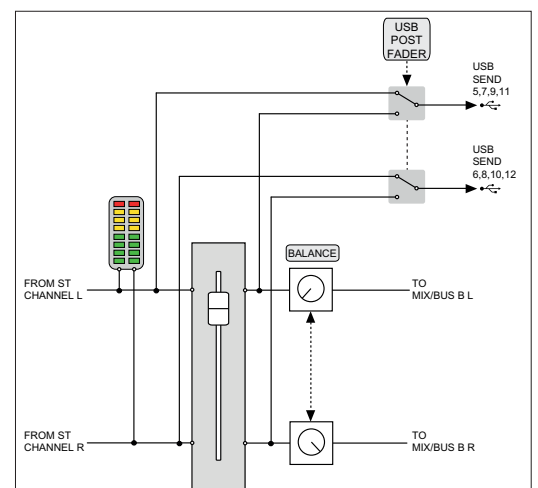 USB
POST
FADER
USB
SEND
5,7,9,11
USB
SEND
6,8,10,12
BALANCE
FROM ST
CHANNEL L
TO
MIX/BUS B L
FROM ST
CHANNEL R
TO
MIX/BUS B R